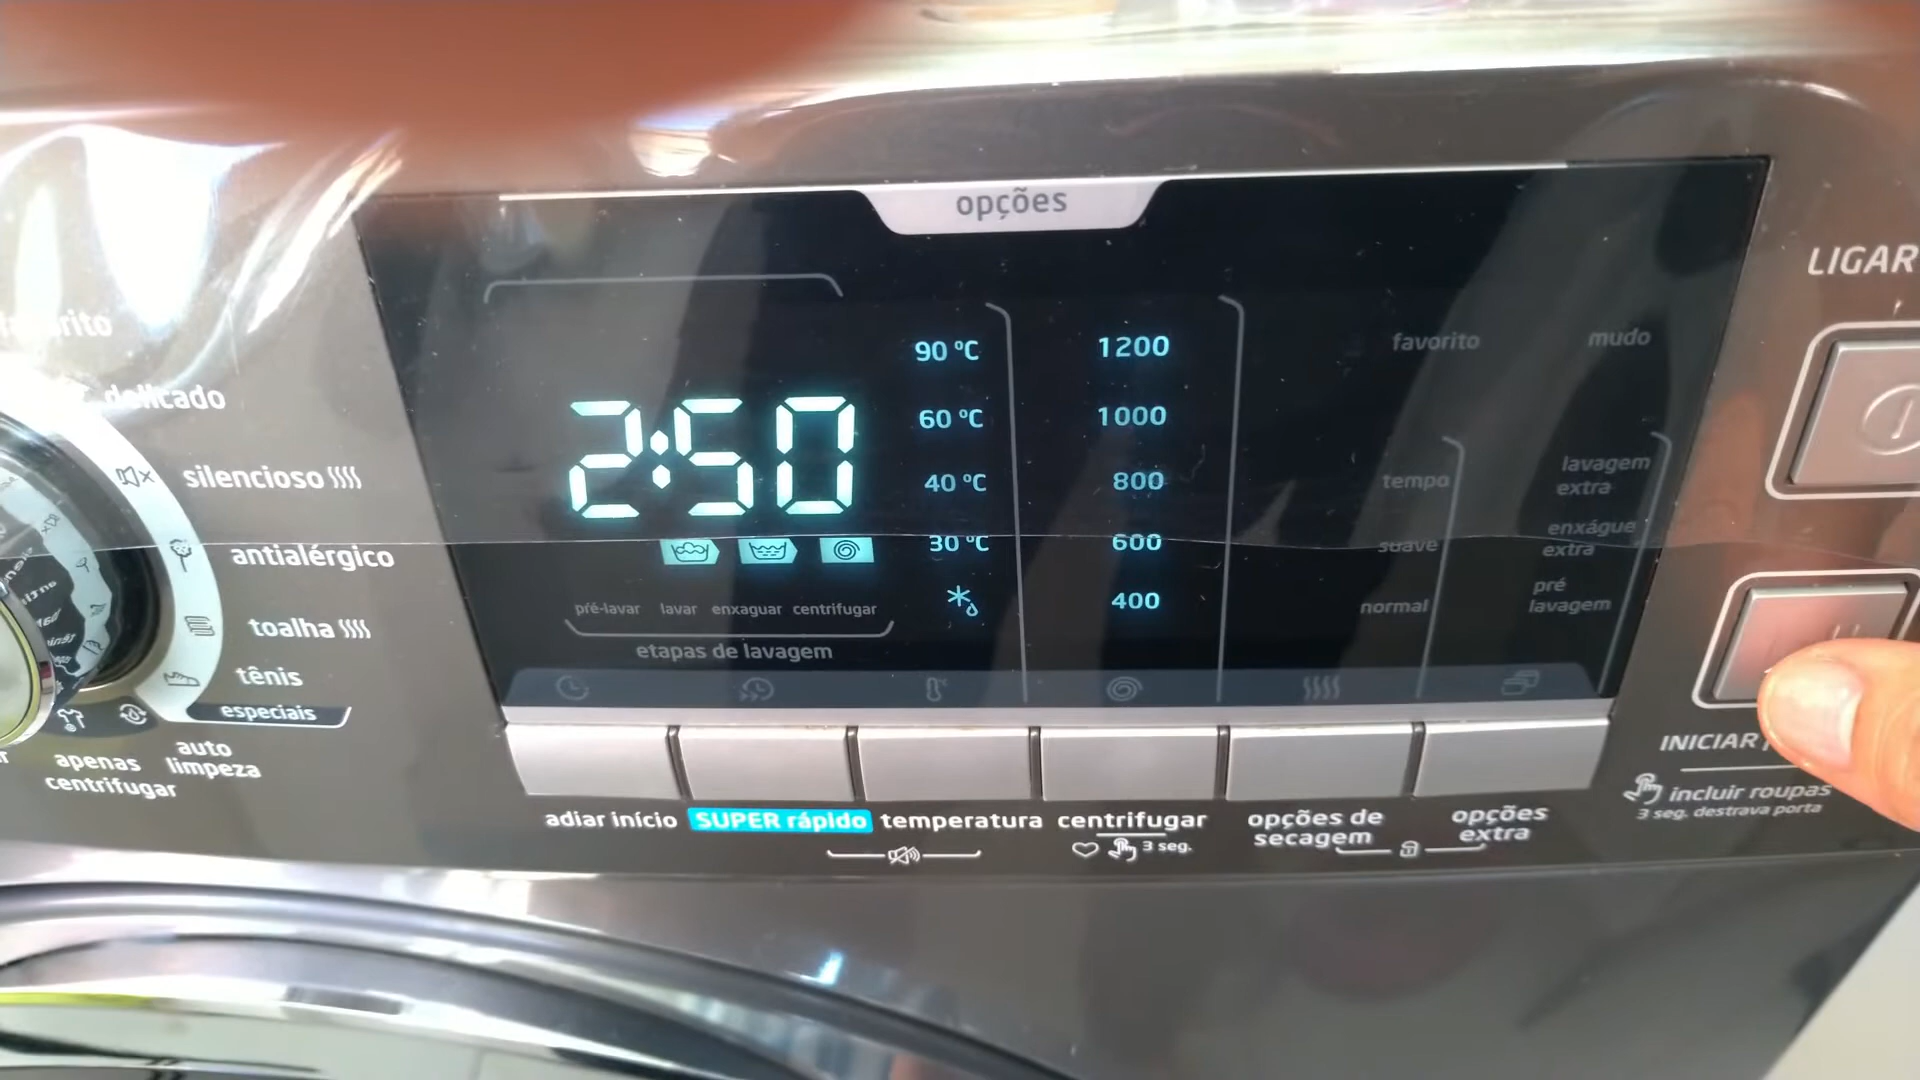 opções
LIGAR
delicado
silencioso
antialérgico
toalha
tênis
especiais
apenas
centrifugar
auto
limpeza
2:50
90 ºC
60 ºC
40 ºC
30 ºC
1200
1000
800
600
400
favorito
mudo
tempo
suave
normal
lavagem
extra
enxágue
extra
pré
lavagem
pré-lavar lavar enxaguar centrifugar
etapas de lavagem
adiar início
SUPER rápido
temperatura
centrifugar
3 seg.
opções de
secagem
opções
extra
INICIAR
incluir roupas
3 seg. destrava porta